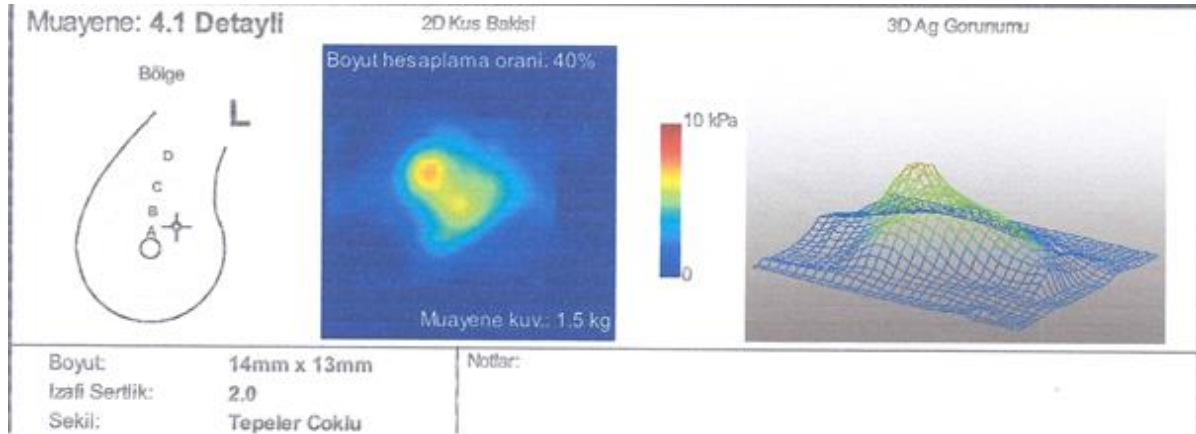 Muayene: 4.1 Detayli
2D Kus Bakisi
3D Ag Gorunumu
Bölge
L
D
C
B
A
Boyut hesaplama orani: 40%
Muayene kuv.: 1.5 kg
10 kPa
0
Boyut: 14mm x 13mm
Izafi Sertlik: 2.0
Sekil: Tepeler Coklu
Notlar: